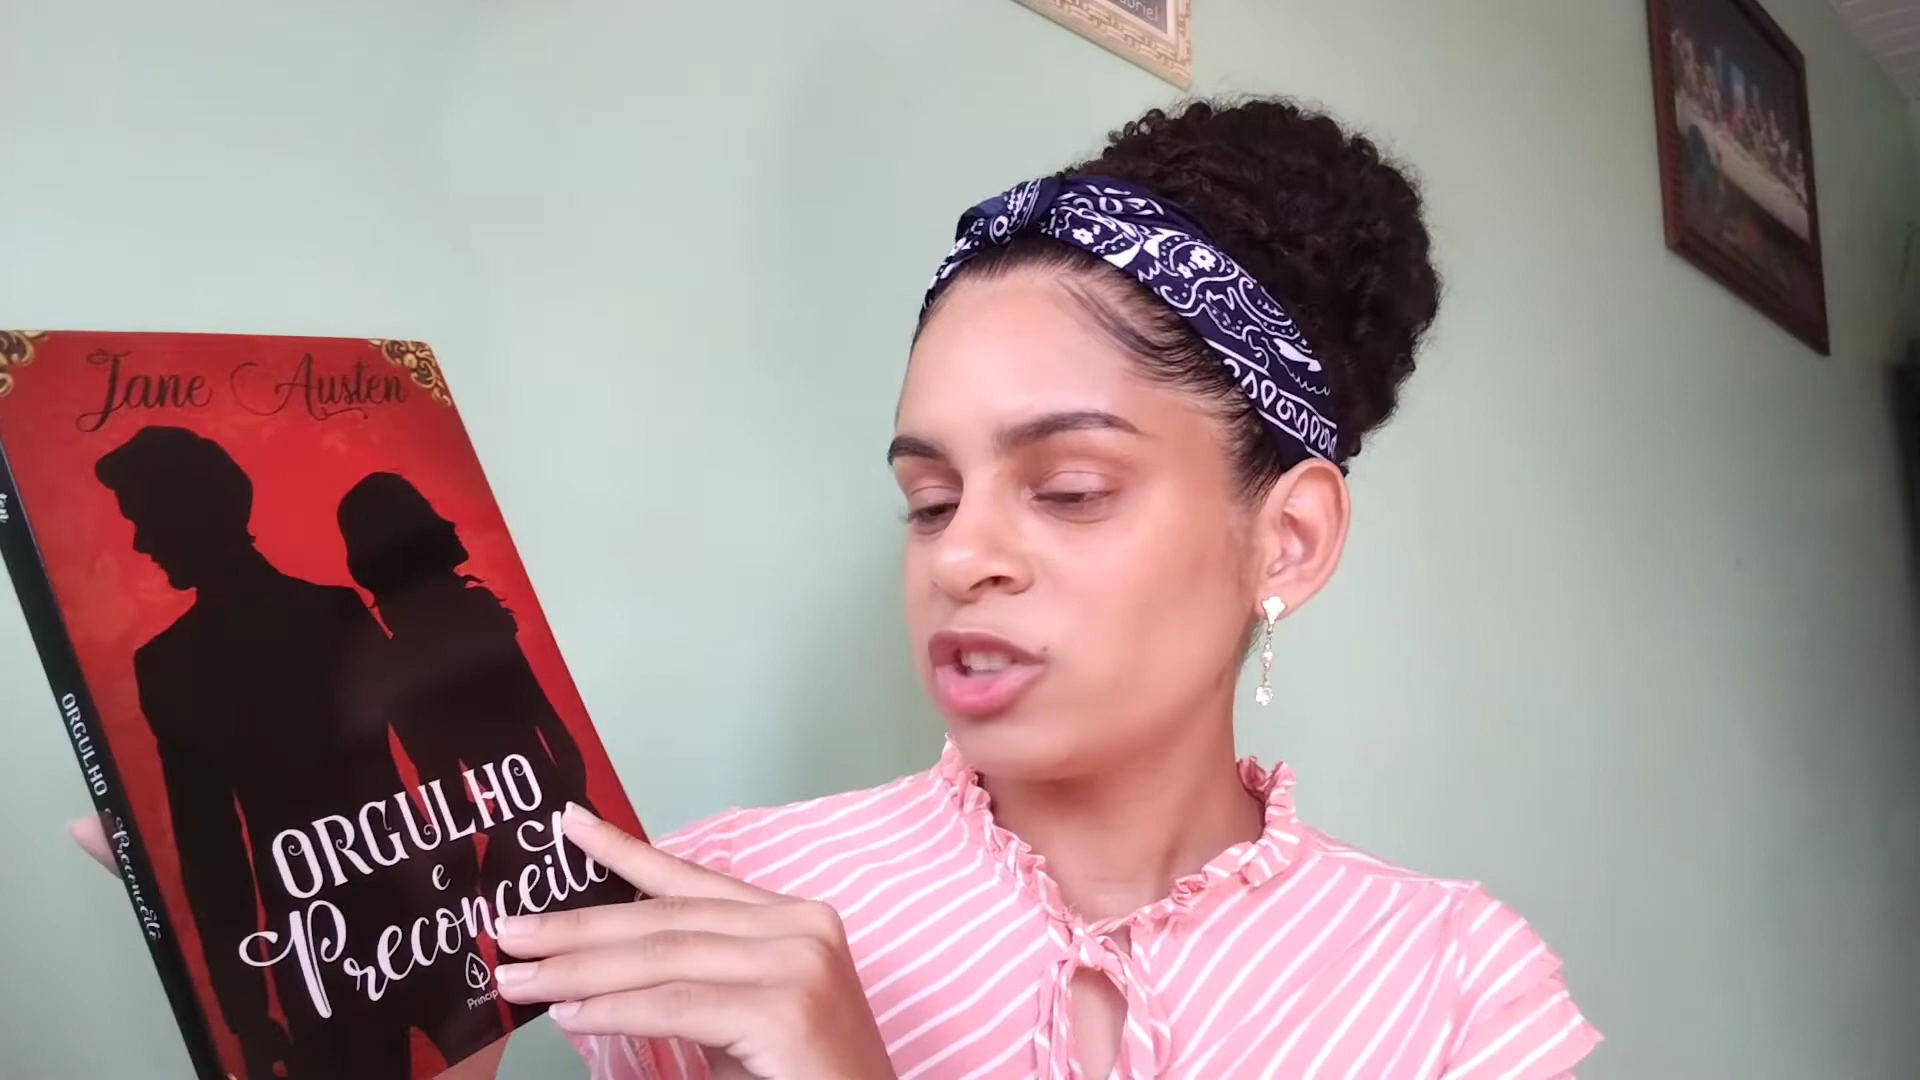 Jane Austen
ORGULHO
e
Preconceito
ORGULHO e Preconceito